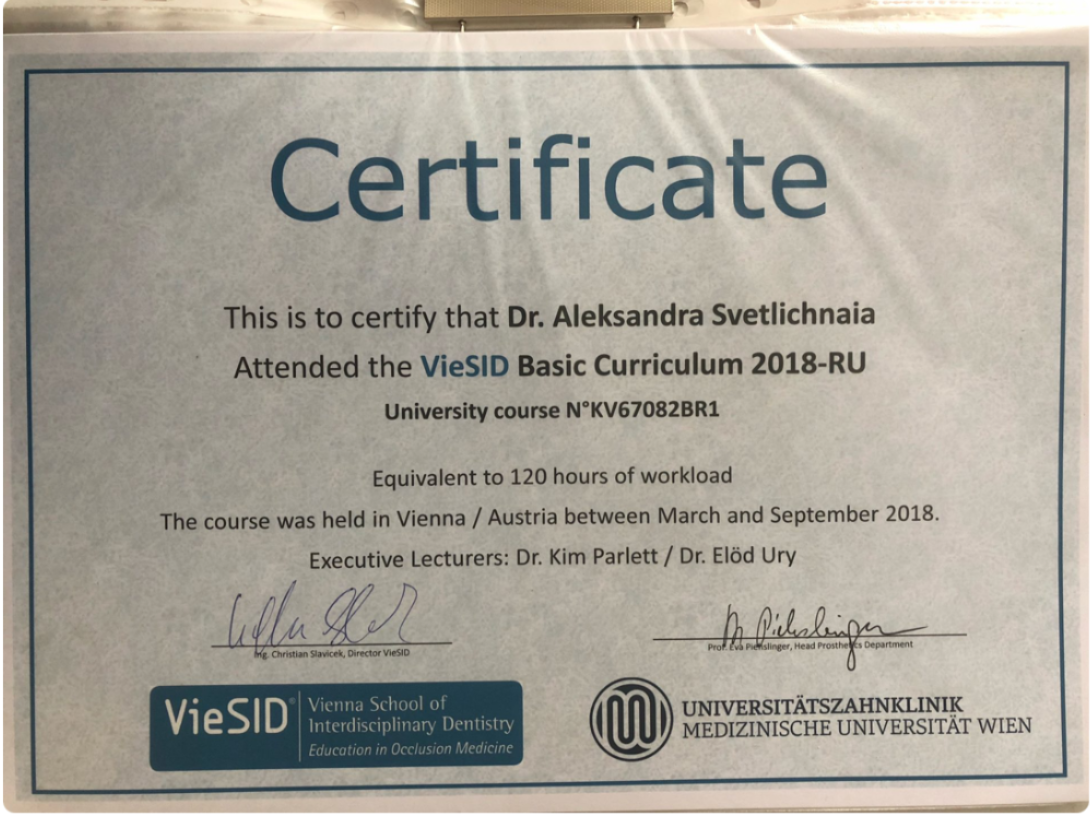 Certificate
This is to certify that Dr. Aleksandra Svetlichnaia
Attended the VieSID Basic Curriculum 2018-RU
University course N°KV67082BR1
Equivalent to 120 hours of workload
The course was held in Vienna / Austria between March and September 2018.
Executive Lecturers: Dr. Kim Parlett / Dr. Elöd Ury
Ing. Christian Slavicek, Director VieSID
Prof. Eva Piehslinger, Head Prosthetics Department
VieSID®
Vienna School of
Interdisciplinary Dentistry
Education in Occlusion Medicine
UNIVERSITÄTSZAHNKLINIK
MEDIZINISCHE UNIVERSITÄT WIEN